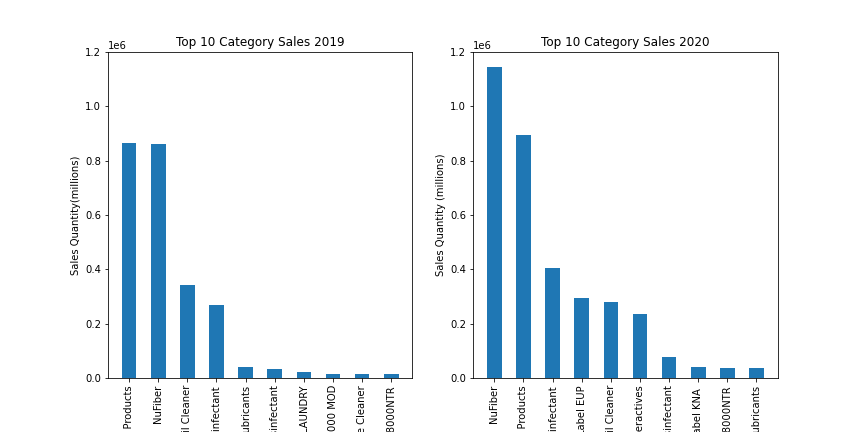 Top 10 Category Sales 2019
1e6
1.2
1.0
0.8
0.6
0.4
0.2
0.0
Sales Quantity(millions)
Products
NuFiber
il Cleaner
infectant
ubricants
infectant
LAUNDRY
000 MOD
e Cleaner
8000NTR
Top 10 Category Sales 2020
1e6
1.2
1.0
0.8
0.6
0.4
0.2
0.0
Sales Quantity (millions)
NuFiber
Products
infectant
abel EUP
il Cleaner
eractives
infectant
abel KNA
8000NTR
ubricants